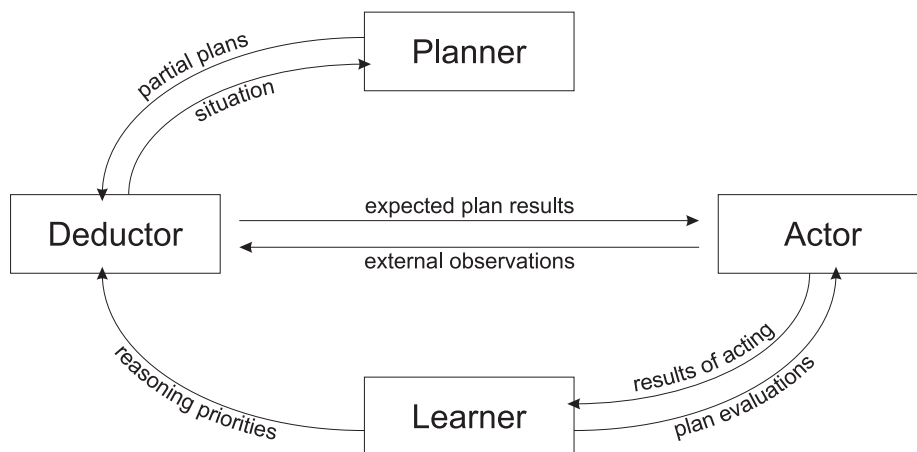 Planner
partial plans
situation
Deductor
expected plan results
external observations
Actor
reasoning priorities
Learner
results of acting
plan evaluations